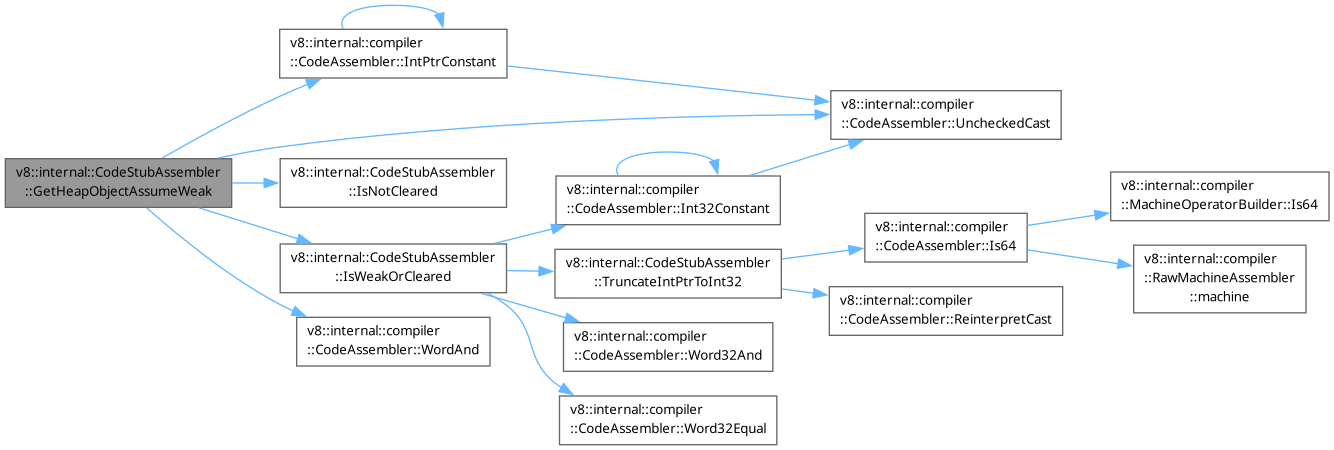 v8::internal::CodeStubAssembler
::GetHeapObjectAssumeWeak
v8::internal::compiler
::CodeAssembler::IntPtrConstant
v8::internal::CodeStubAssembler
::IsNotCleared
v8::internal::CodeStubAssembler
::IsWeakOrCleared
v8::internal::compiler
::CodeAssembler::WordAnd
v8::internal::compiler
::CodeAssembler::Int32Constant
v8::internal::CodeStubAssembler
::TruncateIntPtrToInt32
v8::internal::compiler
::CodeAssembler::Word32And
v8::internal::compiler
::CodeAssembler::Word32Equal
v8::internal::compiler
::CodeAssembler::UncheckedCast
v8::internal::compiler
::CodeAssembler::Is64
v8::internal::compiler
::CodeAssembler::ReinterpretCast
v8::internal::compiler
::MachineOperatorBuilder::Is64
v8::internal::compiler
::RawMachineAssembler
::machine